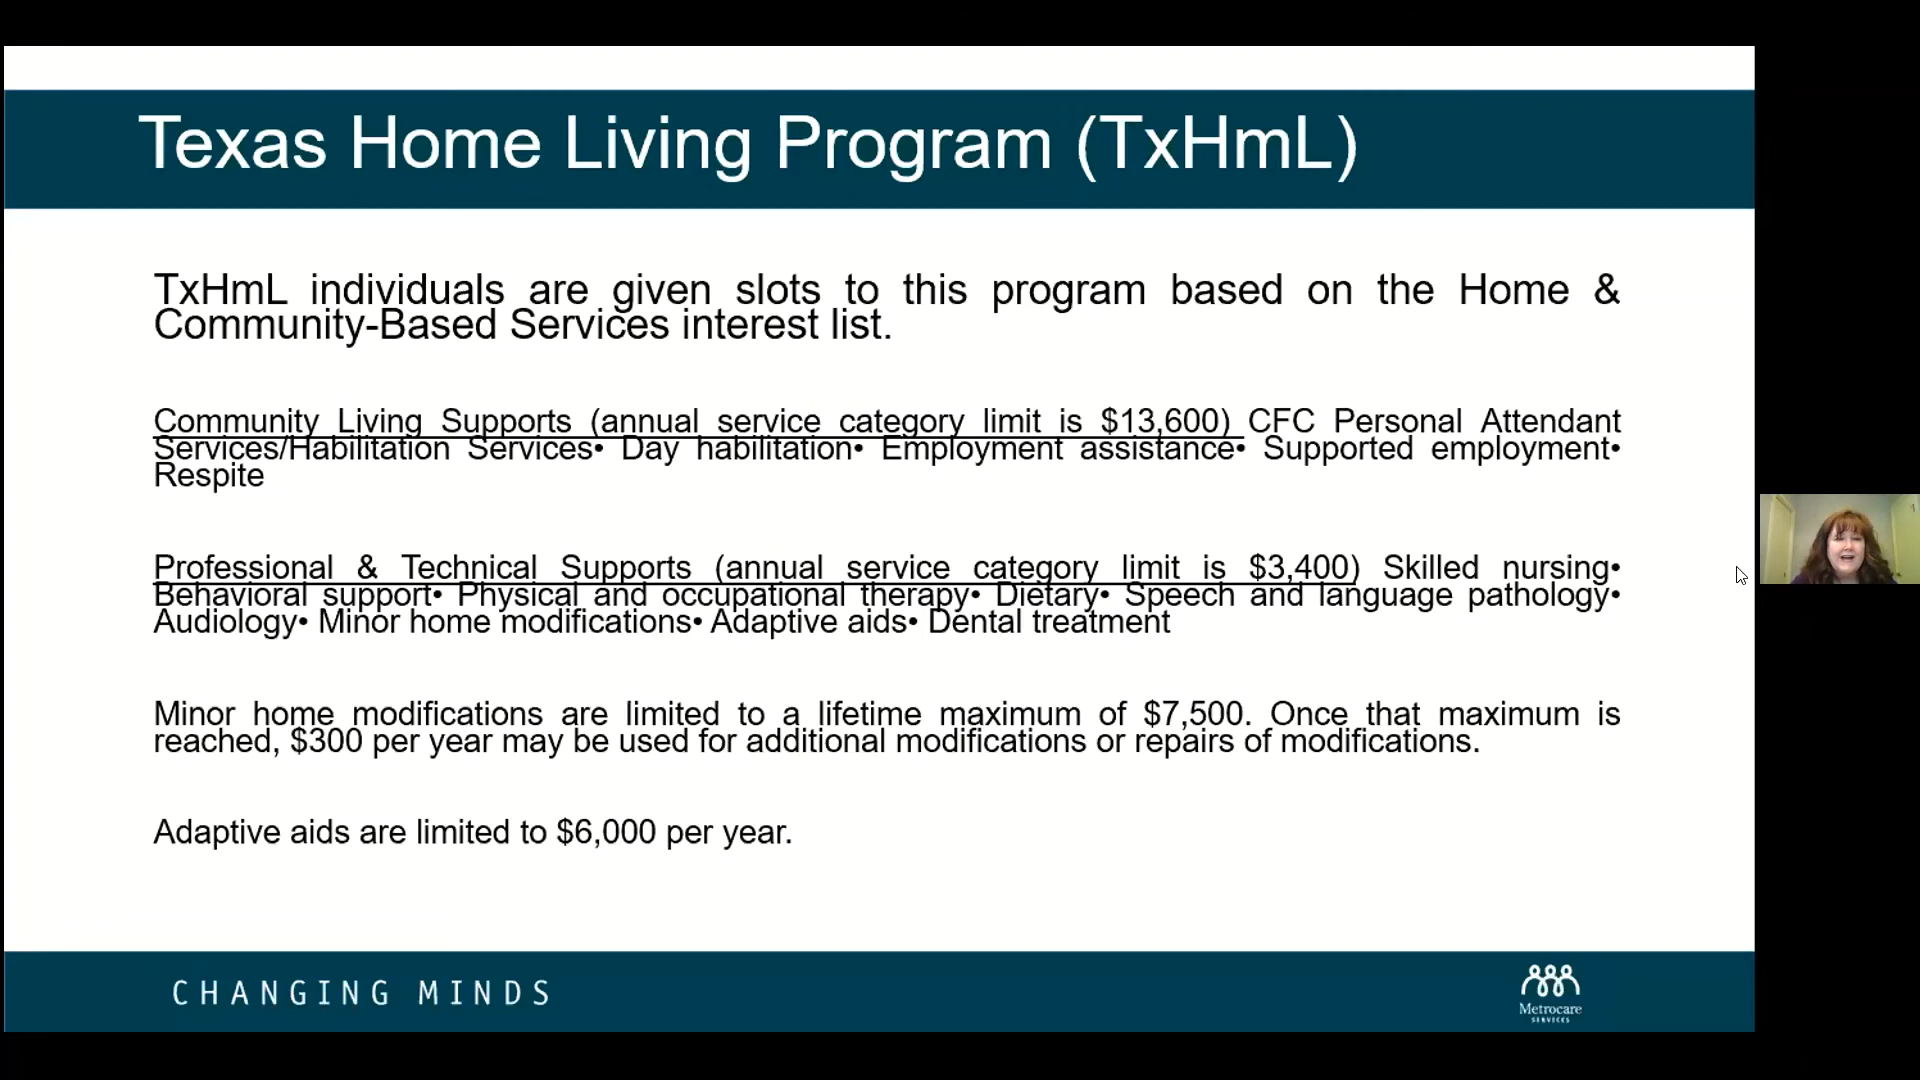 Texas Home Living Program (TxHmL)
TxHmL individuals are given slots to this program based on the Home &
Community-Based Services interest list.
Community Living Supports (annual service category limit is $13,600) CFC Personal Attendant
Services/Habilitation Services• Day habilitation• Employment assistance• Supported employment•
Respite
Professional & Technical Supports (annual service category limit is $3,400) Skilled nursing•
Behavioral support• Physical and occupational therapy• Dietary• Speech and language pathology•
Audiology• Minor home modifications• Adaptive aids• Dental treatment
Minor home modifications are limited to a lifetime maximum of $7,500. Once that maximum is
reached, $300 per year may be used for additional modifications or repairs of modifications.
Adaptive aids are limited to $6,000 per year.
CHANGING MINDS
Metrocare
SERVICES